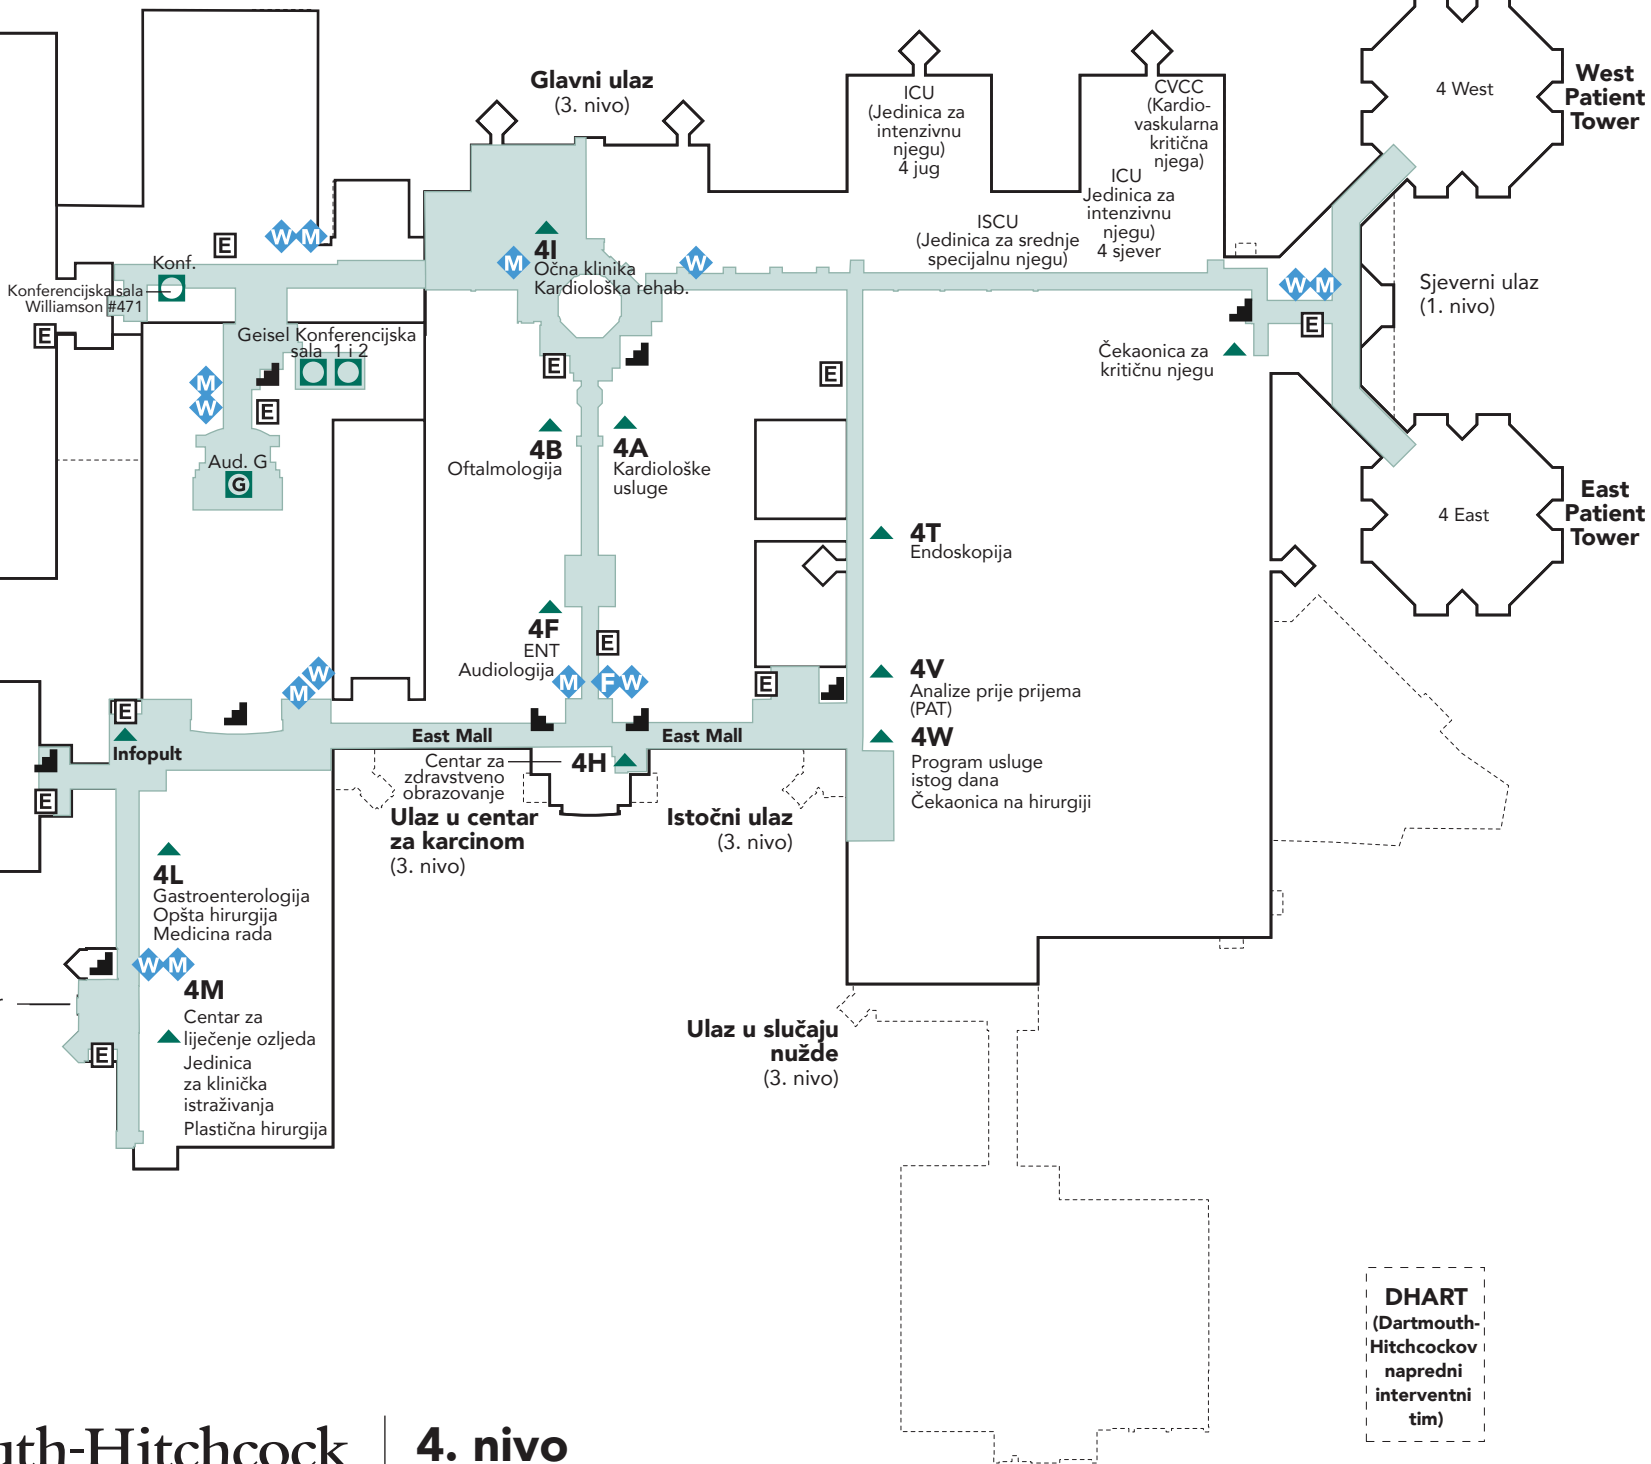 Glavni ulaz
(3. nivo)
ICU
(Jedinica za
intenzivnu
njegu)
4 jug
CVCC
(Kardio-
vaskularna
kritična
njega)
ICU
Jedinica za
intenzivnu
njegu)
4 sjever
ISCU
(Jedinica za srednje
specijalnu njegu)
4 West
West
Patient
Tower
E
W M
Konf.
Konferencijska sala
Williamson #471
E
M
4I
Očna klinika
Kardiološka rehab.
W
W M
E
Sjeverni ulaz
(1. nivo)
Geisel Konferencijska
sala 1 i 2
M
W
E
Aud. G
G
E
E
Čekaonica za
kritičnu njegu
4B
Oftalmologija
4A
Kardiološke
usluge
4 East
East
Patient
Tower
4T
Endoskopija
4F
ENT
Audiologija
E
M
F W
E
4V
Analize prije prijema
(PAT)
4W
Program usluge
istog dana
Čekaonica na hirurgiji
W
M
E
Infopult
E
East Mall
East Mall
Centar za
zdravstveno
obrazovanje
4H
Ulaz u centar
za karcinom
(3. nivo)
Istočni ulaz
(3. nivo)
4L
Gastroenterologija
Opšta hirurgija
Medicina rada
W M
4M
Centar za
liječenje ozljeda
Jedinica
za klinička
istraživanja
Plastična hirurgija
E
Ulaz u slučaju
nužde
(3. nivo)
DHART
(Dartmouth-
Hitchcockov
napredni
interventni
tim)
uth-Hitchcock
4. nivo